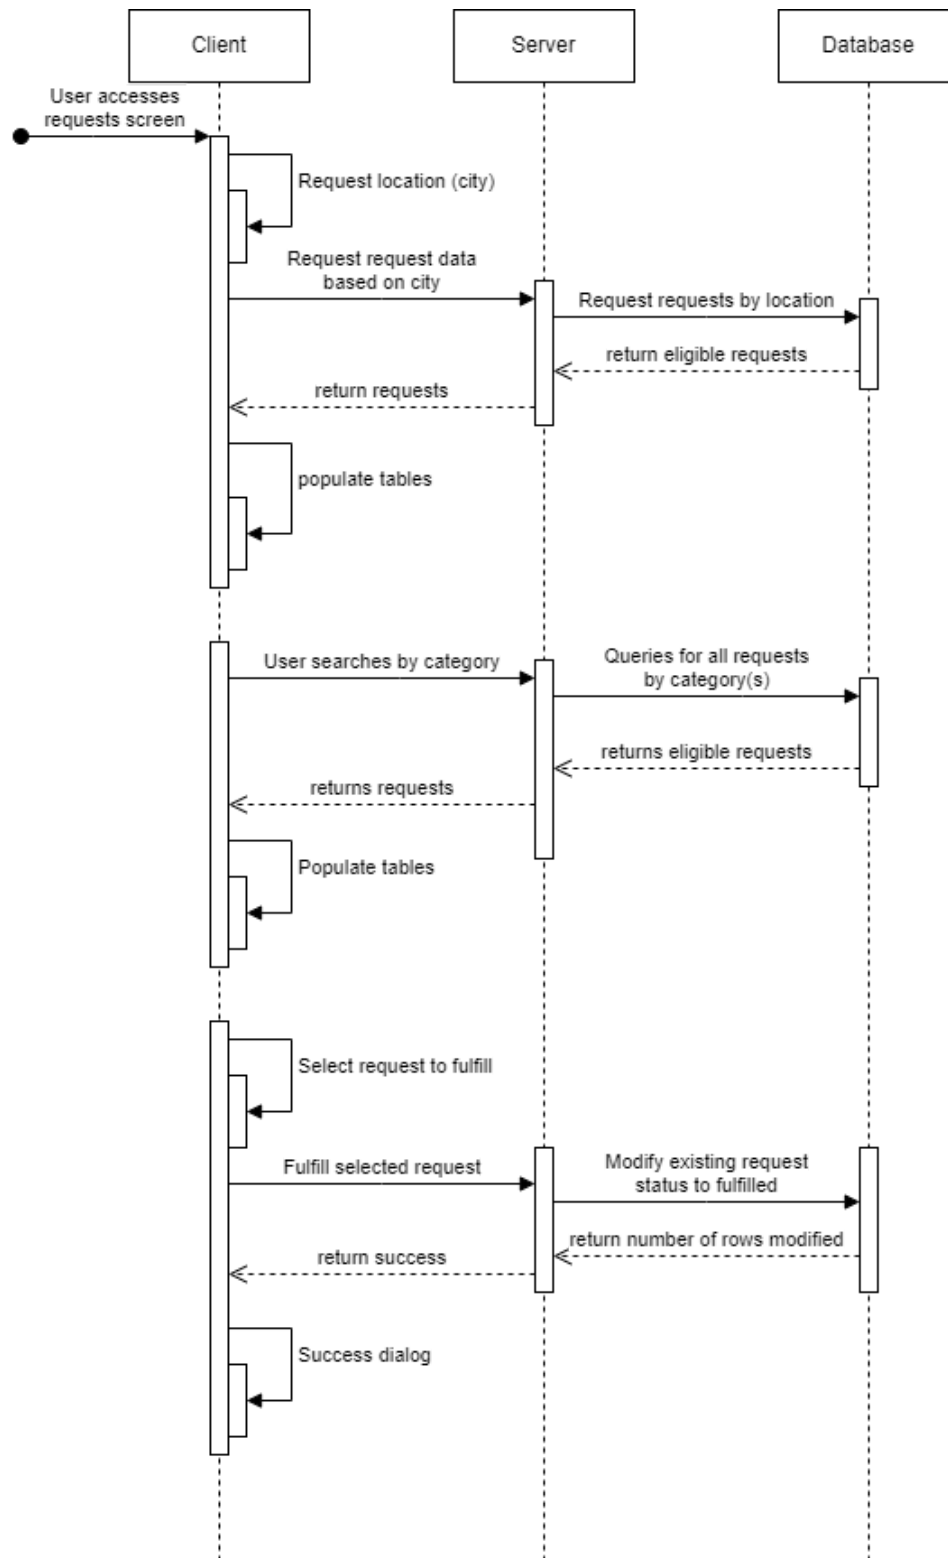 Client
Server
Database
User accesses
requests screen
Request location (city)
Request request data
based on city
Request requests by location
return eligible requests
return requests
populate tables
User searches by category
Queries for all requests
by category(s)
returns eligible requests
returns requests
Populate tables
Select request to fulfill
Fulfill selected request
Modify existing request
status to fulfilled
return number of rows modified
return success
Success dialog